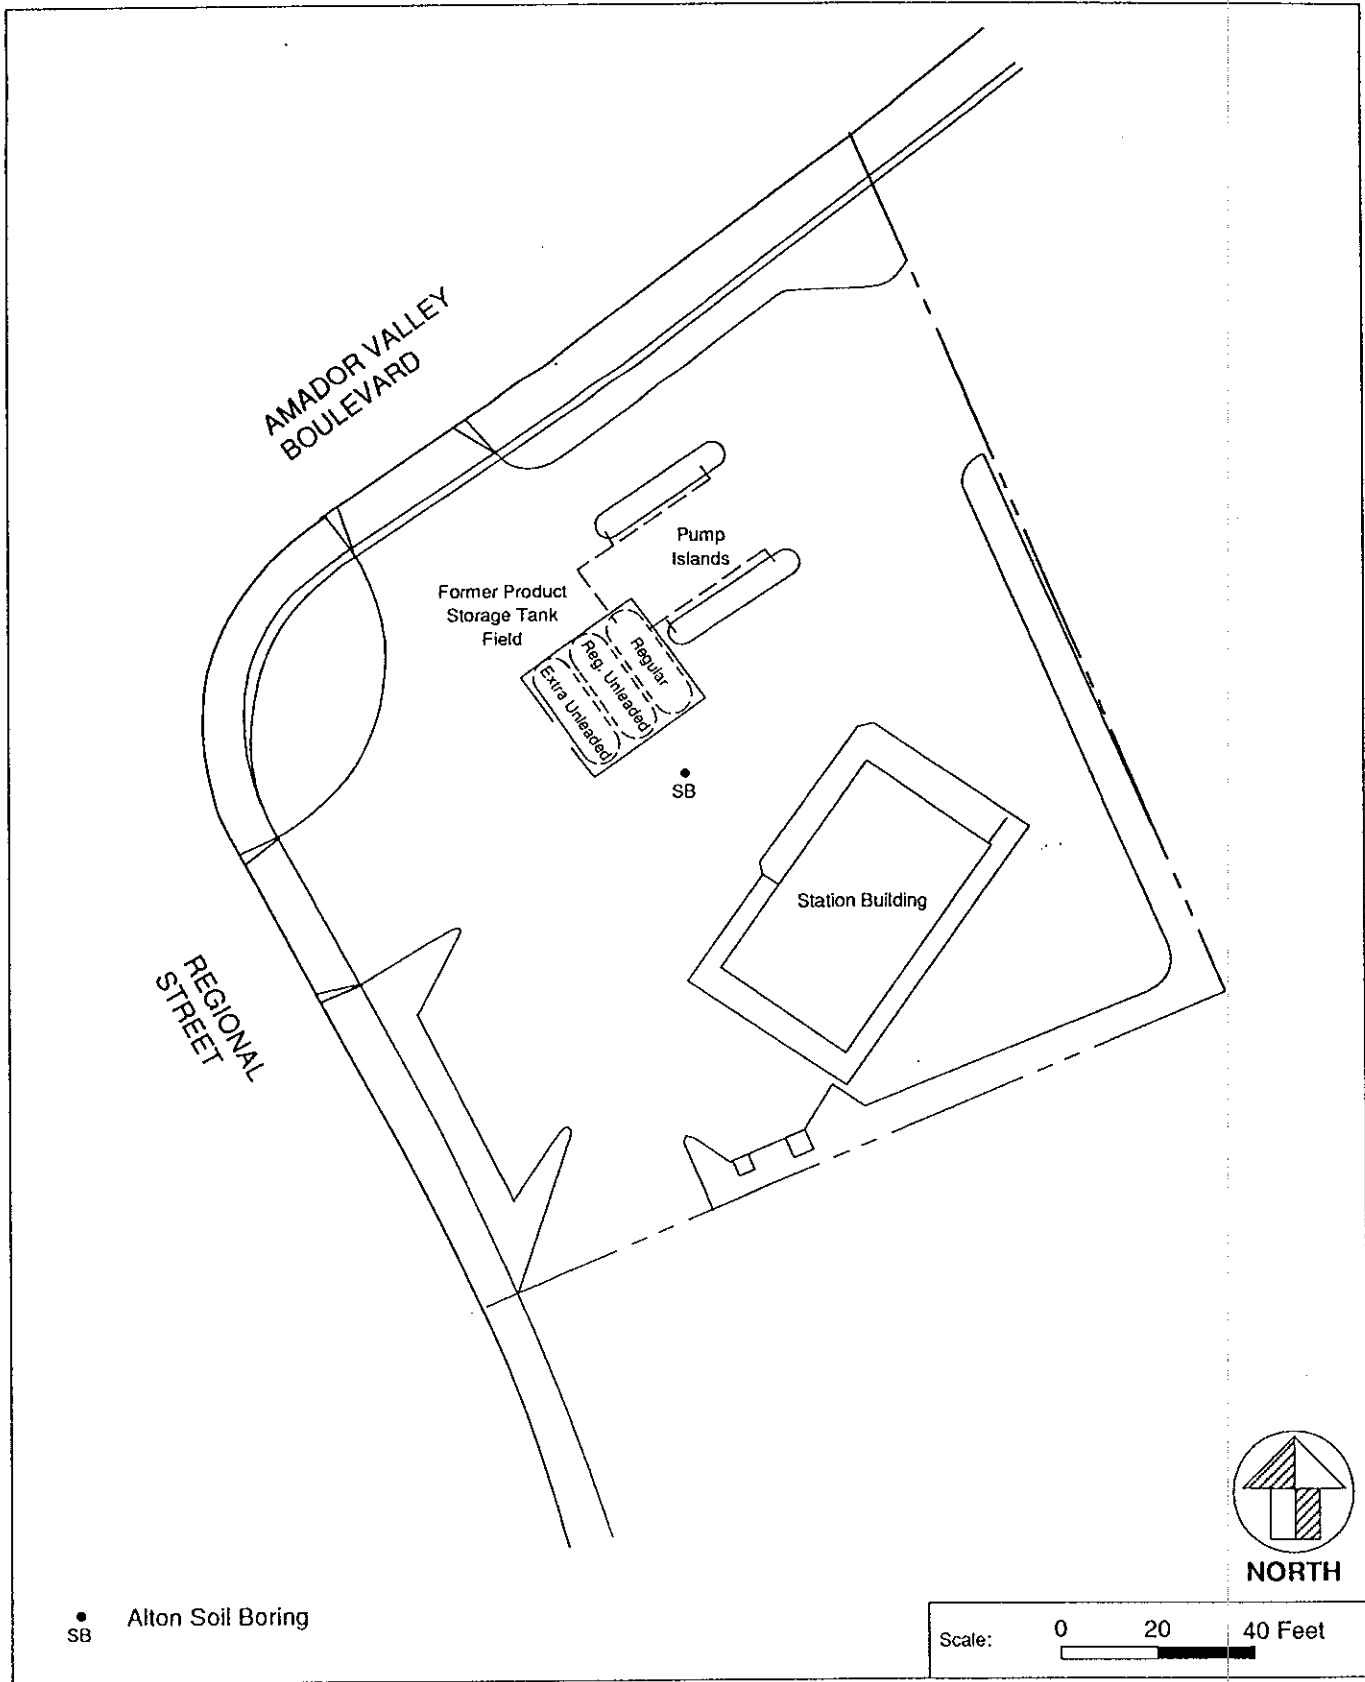 AMADOR VALLEY
BOULEVARD
Pump
Islands
Former Product
Storage Tank
Field
Regular
Reg. Unleaded
Extra Unleaded
SB
Station Building
REGIONAL
STREET
NORTH
SB
Alton Soil Boring
Scale:
0 20 40 Feet